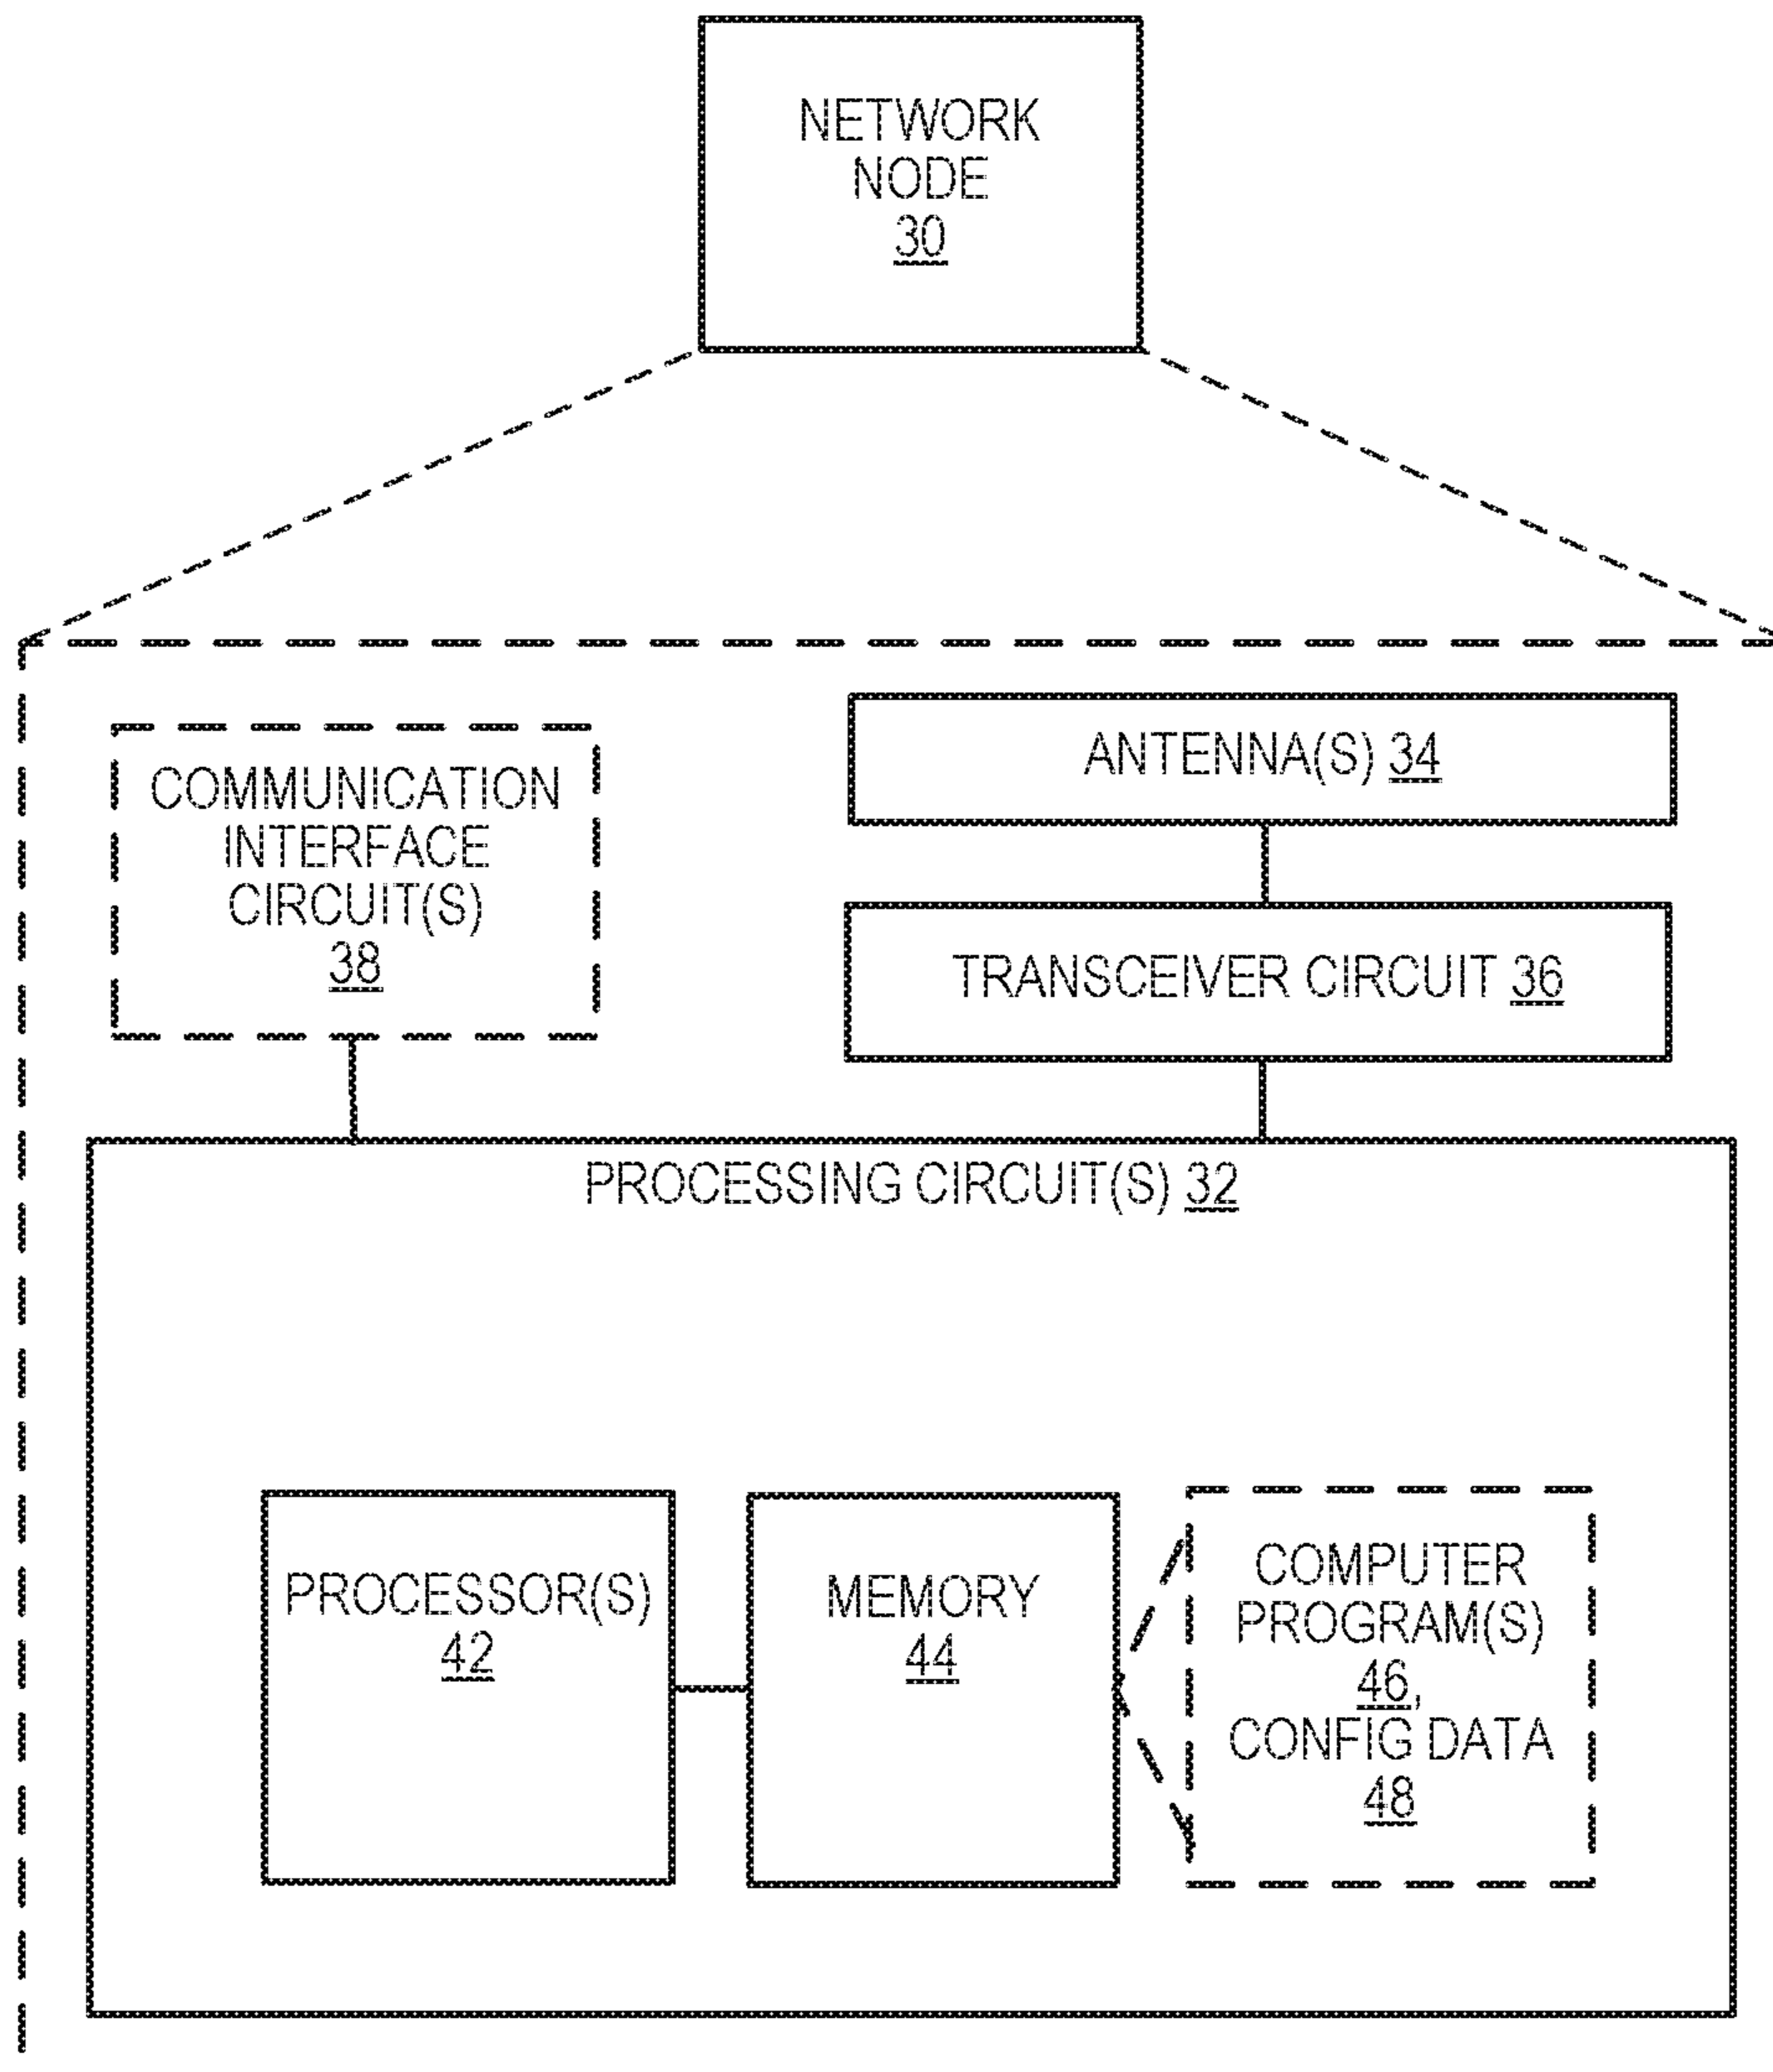 NETWORK
NODE
30
ANTENNA(S) 34
COMMUNICATION
INTERFACE
CIRCUIT(S)
38
TRANSCEIVER CIRCUIT 36
PROCESSING CIRCUIT(S) 32
PROCESSOR(S)
42
MEMORY
44
COMPUTER
PROGRAM(S)
46,
CONFIG DATA
48